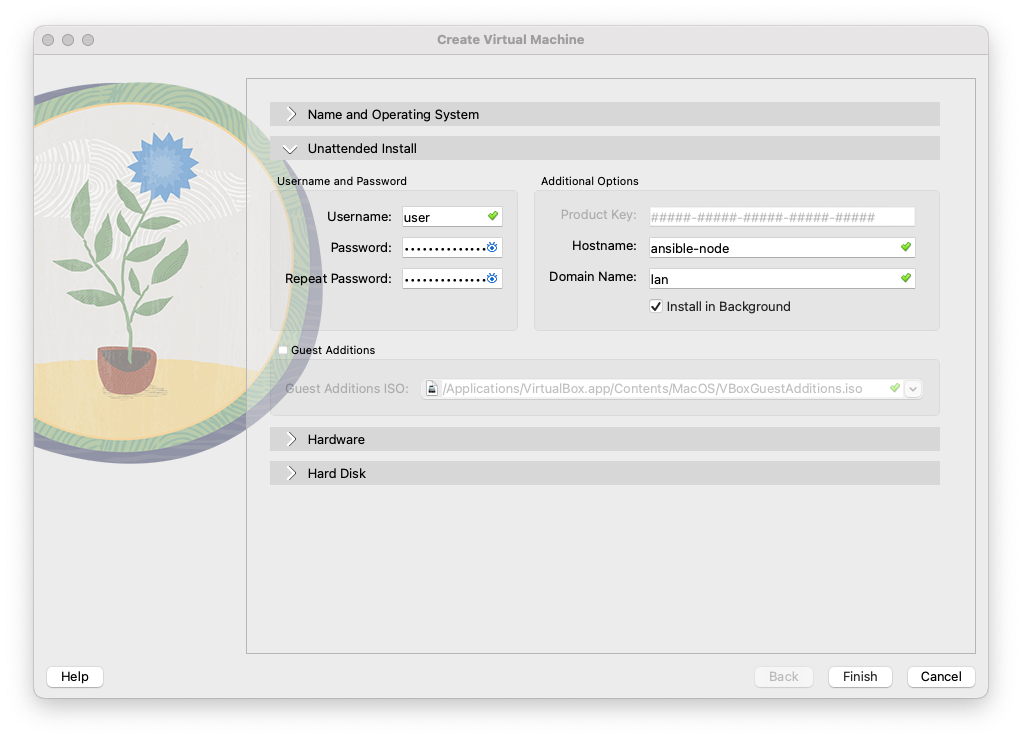 Create Virtual Machine
Name and Operating System
Unattended Install
Username and Password
Username: user
Password: ••••••••••••••
Repeat Password: ••••••••••••••
Additional Options
Product Key: #####-#####-#####-#####-#####
Hostname: ansible-node
Domain Name: lan
Install in Background
Guest Additions
Guest Additions ISO: /Applications/VirtualBox.app/Contents/MacOS/VBoxGuestAdditions.iso
Hardware
Hard Disk
Help
Back
Finish
Cancel